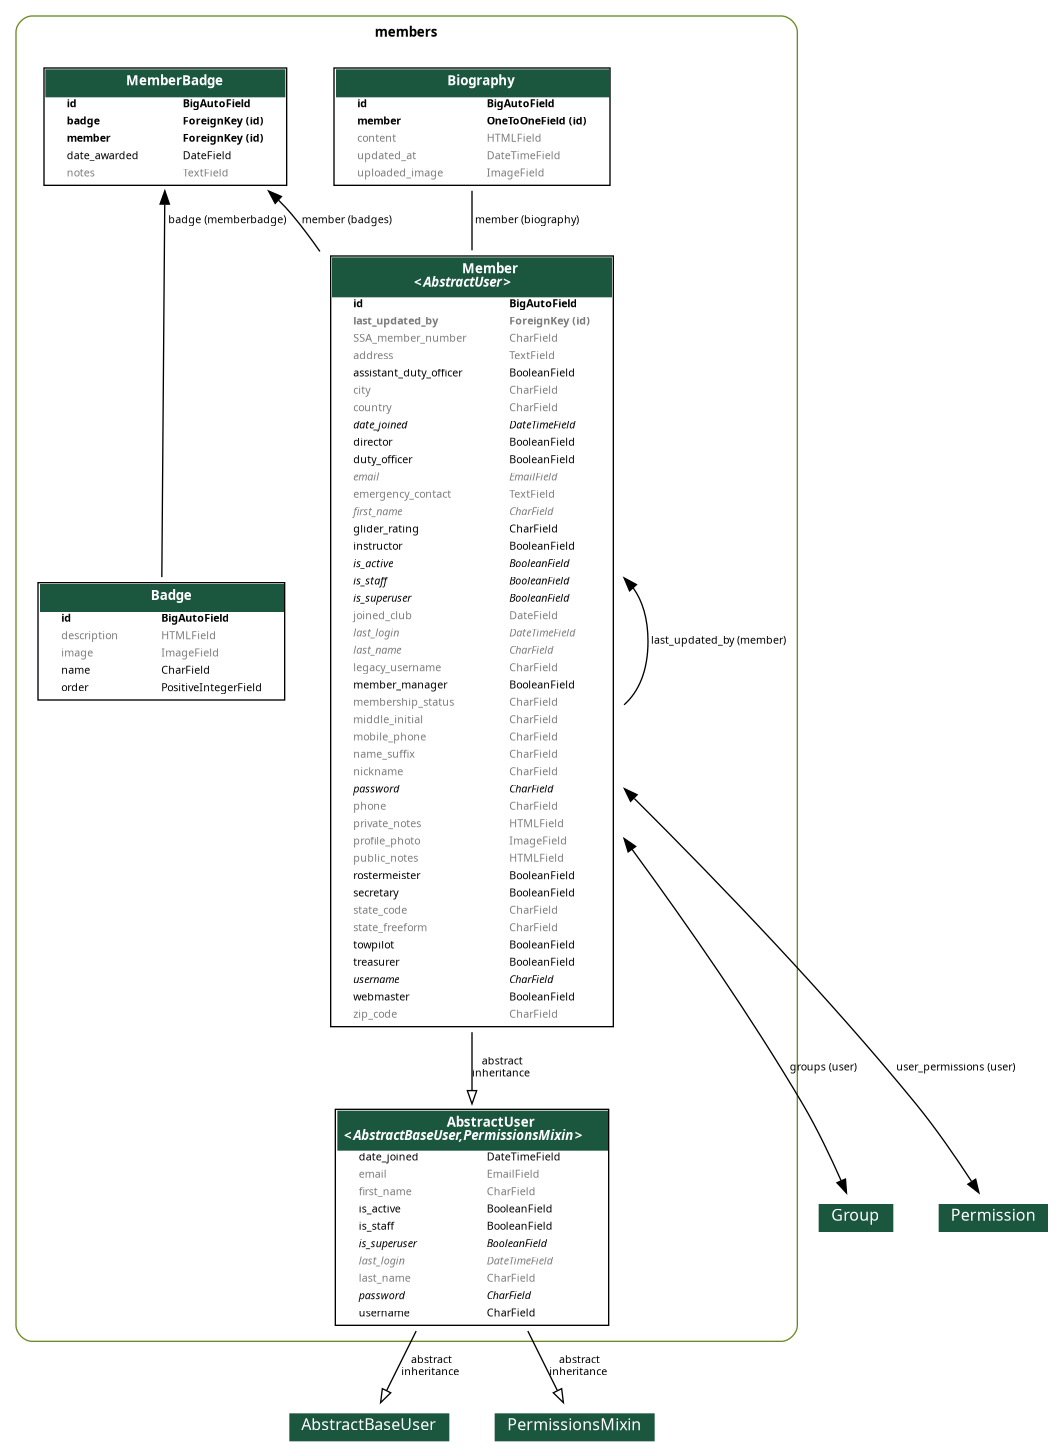 members
MemberBadge
id BigAutoField
badge ForeignKey (id)
member ForeignKey (id)
date_awarded DateField
notes TextField
Biography
id BigAutoField
member OneToOneField (id)
content HTMLField
updated_at DateTimeField
uploaded_image ImageField
badge (memberbadge)
member (badges)
member (biography)
Member
<AbstractUser>
id BigAutoField
last_updated_by ForeignKey (id)
SSA_member_number CharField
address TextField
assistant_duty_officer BooleanField
city CharField
country CharField
date_joined DateTimeField
director BooleanField
duty_officer BooleanField
email EmailField
emergency_contact TextField
first_name CharField
glider_rating CharField
instructor BooleanField
is_active BooleanField
is_staff BooleanField
is_superuser BooleanField
joined_club DateField
last_login DateTimeField
last_name CharField
legacy_username CharField
member_manager BooleanField
membership_status CharField
middle_initial CharField
mobile_phone CharField
name_suffix CharField
nickname CharField
password CharField
phone CharField
private_notes HTMLField
profile_photo ImageField
public_notes HTMLField
rostermeister BooleanField
secretary BooleanField
state_code CharField
state_freeform CharField
towpilot BooleanField
treasurer BooleanField
username CharField
webmaster BooleanField
zip_code CharField
Badge
id BigAutoField
description HTMLField
image ImageField
name CharField
order PositiveIntegerField
last_updated_by (member)
abstract
inheritance
groups (user)
user_permissions (user)
AbstractUser
<AbstractBaseUser,PermissionsMixin>
date_joined DateTimeField
email EmailField
first_name CharField
is_active BooleanField
is_staff BooleanField
is_superuser BooleanField
last_login DateTimeField
last_name CharField
password CharField
username CharField
Group
Permission
abstract
inheritance
abstract
inheritance
AbstractBaseUser
PermissionsMixin